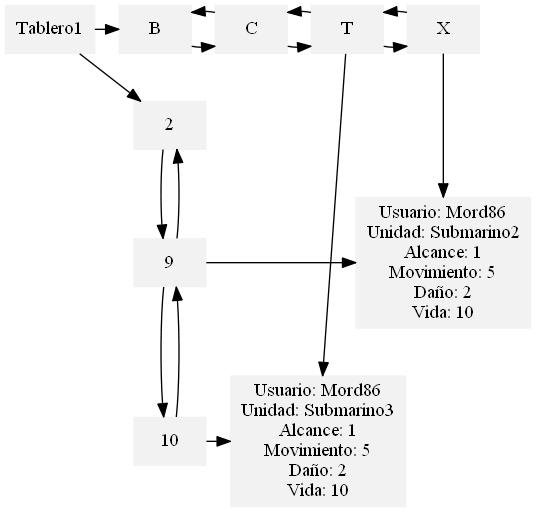 Tablero1
B
C
T
X
2
9
Usuario: Mord86
Unidad: Submarino2
Alcance: 1
Movimiento: 5
Daño: 2
Vida: 10
10
Usuario: Mord86
Unidad: Submarino3
Alcance: 1
Movimiento: 5
Daño: 2
Vida: 10